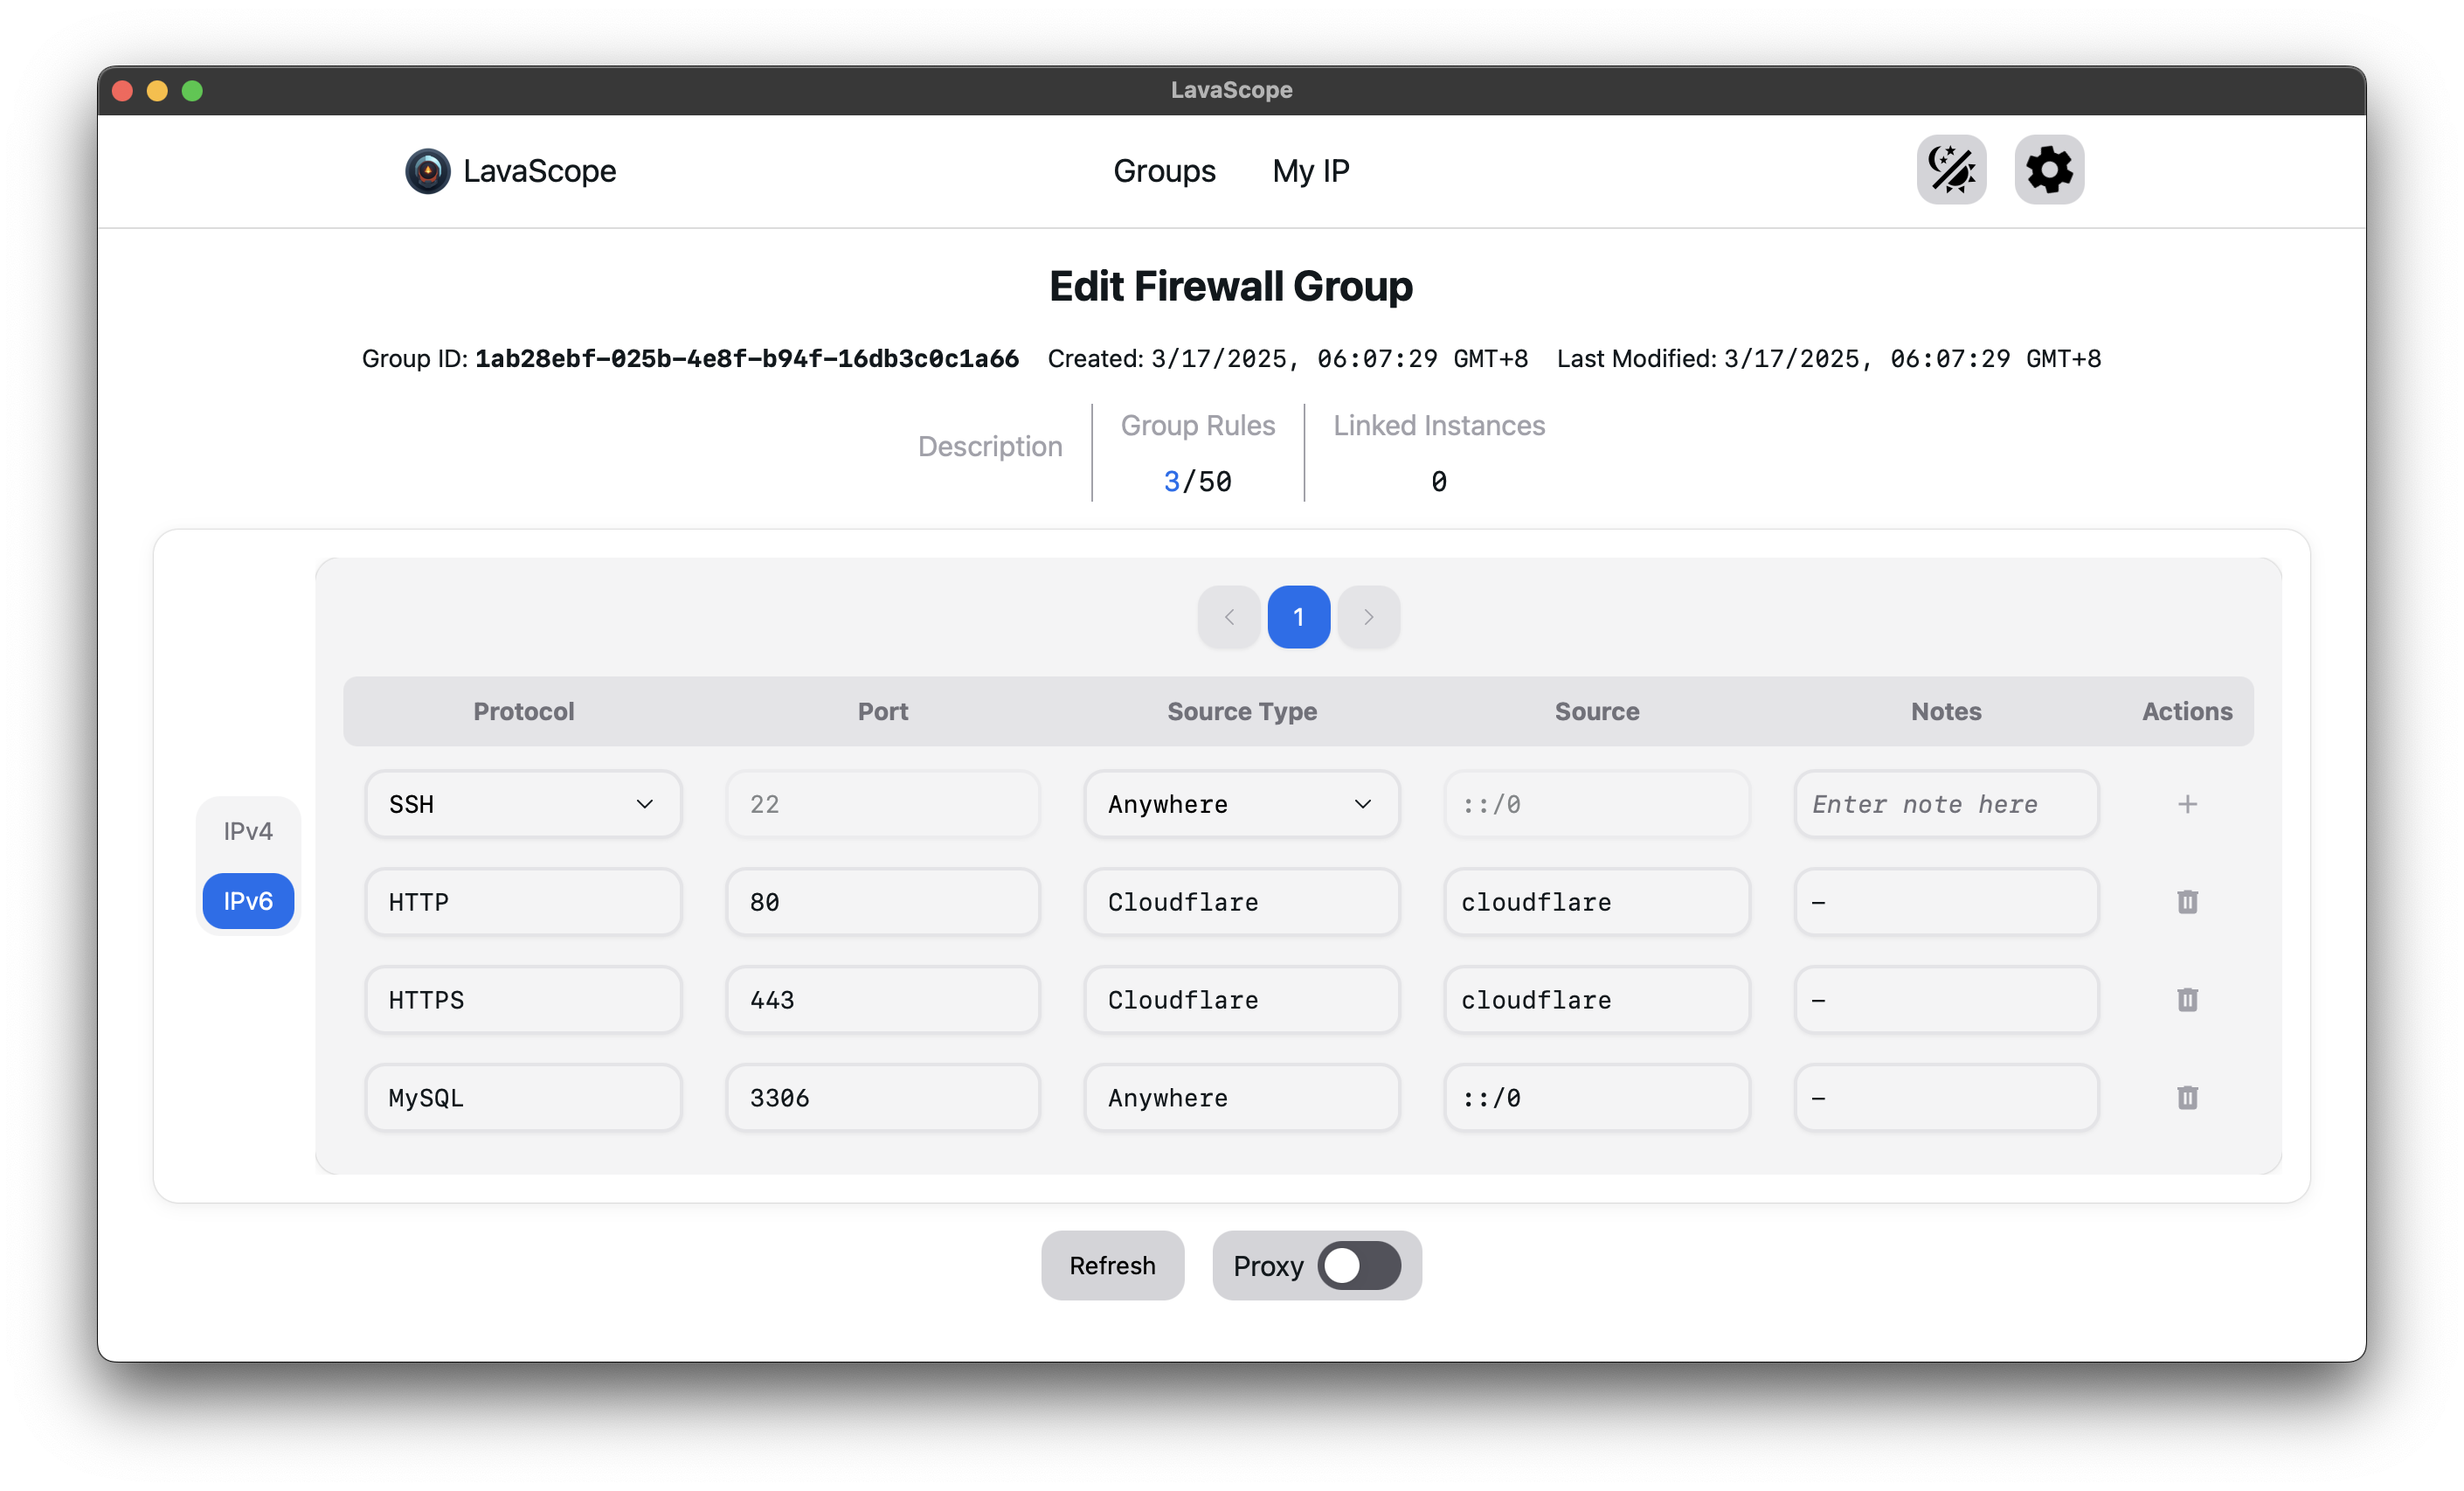 LavaScope
LavaScope Groups My IP
Edit Firewall Group
Group ID: 1ab28ebf-025b-4e8f-b94f-16db3c0c1a66 Created: 3/17/2025, 06:07:29 GMT+8 Last Modified: 3/17/2025, 06:07:29 GMT+8
Description
Group Rules
3/50
Linked Instances
0
1
IPv4
IPv6
Protocol Port Source Type Source Notes Actions
SSH 22 Anywhere ::/0 Enter note here +
HTTP 80 Cloudflare cloudflare –
HTTPS 443 Cloudflare cloudflare –
MySQL 3306 Anywhere ::/0 –
Refresh Proxy